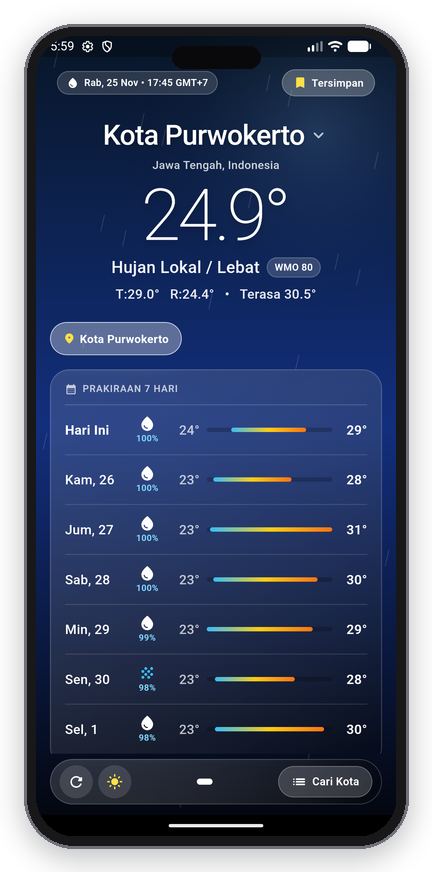 5:59
Rab, 25 Nov • 17:45 GMT+7
Tersimpan
Kota Purwokerto
Jawa Tengah, Indonesia
24.9°
Hujan Lokal / Lebat WMO 80
T:29.0° R:24.4° • Terasa 30.5°
Kota Purwokerto
PRAKIRAAN 7 HARI
Hari Ini 100% 24° 29°
Kam, 26 100% 23° 28°
Jum, 27 100% 23° 31°
Sab, 28 100% 23° 30°
Min, 29 99% 23° 29°
Sen, 30 98% 23° 28°
Sel, 1 98% 23° 30°
Cari Kota